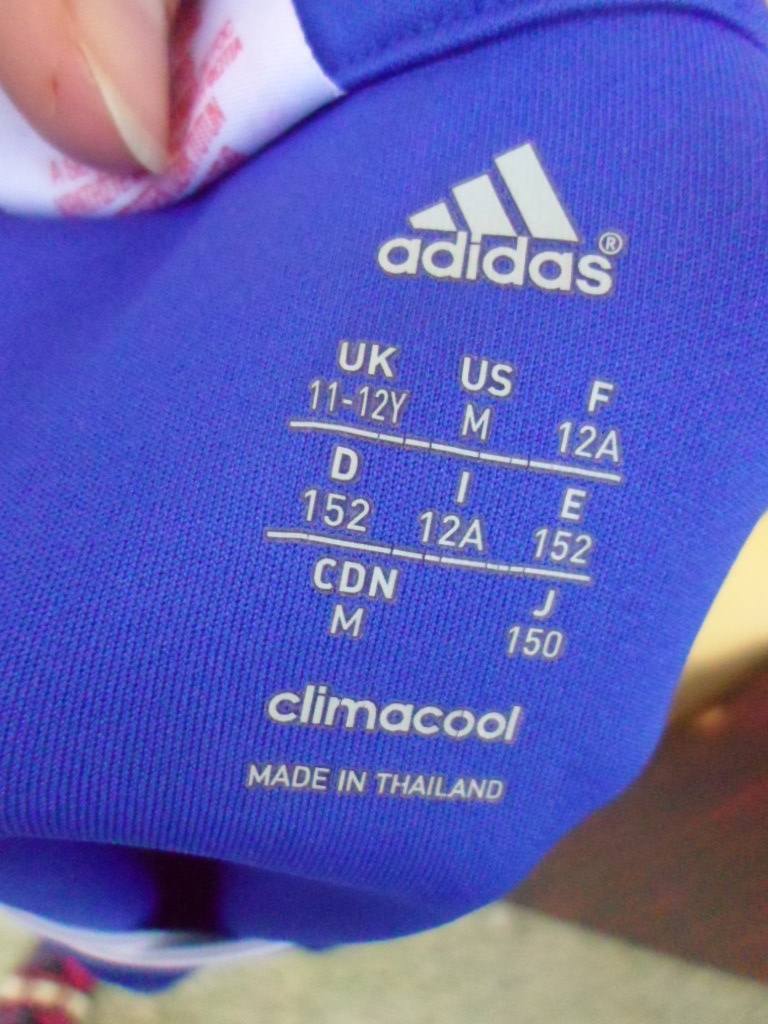 adidas®
UK US F
11-12Y M 12A
D I E
152 12A 152
CDN J
M 150
climacool
MADE IN THAILAND